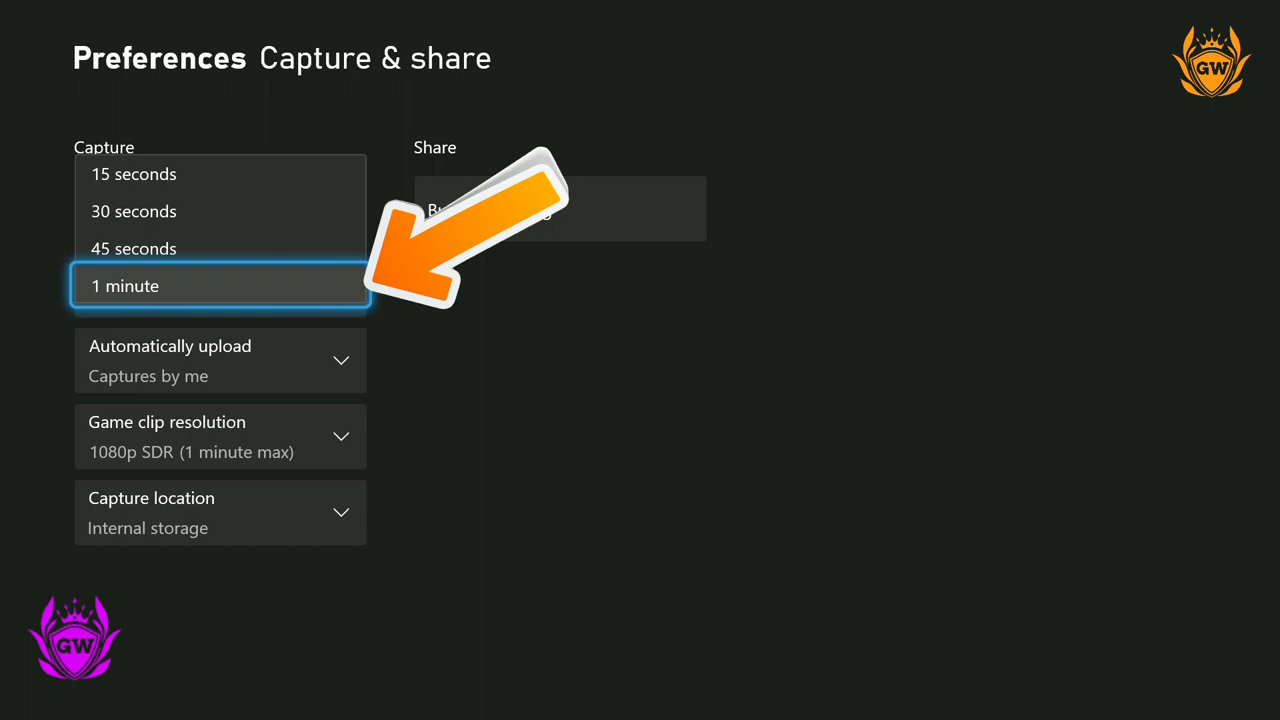 Preferences Capture & share
GW
Capture
15 seconds
30 seconds
45 seconds
1 minute
Automatically upload
Captures by me
Game clip resolution
1080p SDR (1 minute max)
Capture location
Internal storage
Share
GW